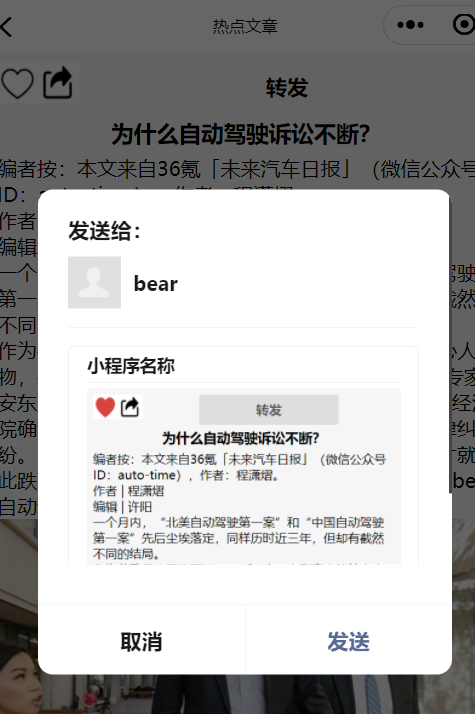 热点文章
转发
为什么自动驾驶诉讼不断?
编者按：本文来自36氪「未来汽车日报」（微信公众号
ID：
作者
编辑
一个
第一
不同
作为
物，
安东
院确
纷。
此跌
自动
发送给：
bear
小程序名称
转发
为什么自动驾驶诉讼不断?
编者按：本文来自36氪「未来汽车日报」（微信公众号
ID：auto-time），作者：程潇熠。
作者 | 程潇熠
编辑 | 许阳
一个月内，“北美自动驾驶第一案”和“中国自动驾驶
第一案”先后尘埃落定，同样历时近三年，但却有截然
不同的结局。
取消
发送